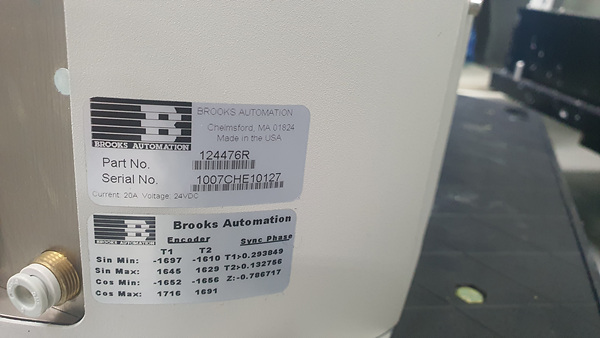 BROOKS AUTOMATION
Chelmsford, MA 01824
Made in the USA
B
BROOKS AUTOMATION
Part No. 124476R
Serial No. 1007CHE10127
Current: 20A Voltage: 24VDC
B
BROOKS AUTOMATION
Brooks Automation
Encoder Sync Phase
T1 T2
Sin Min: -1697 -1610 T1>0.293849
Sin Max: 1645 1629 T2>0.132756
Cos Min: -1652 -1656 Z:-0.786717
Cos Max: 1716 1691